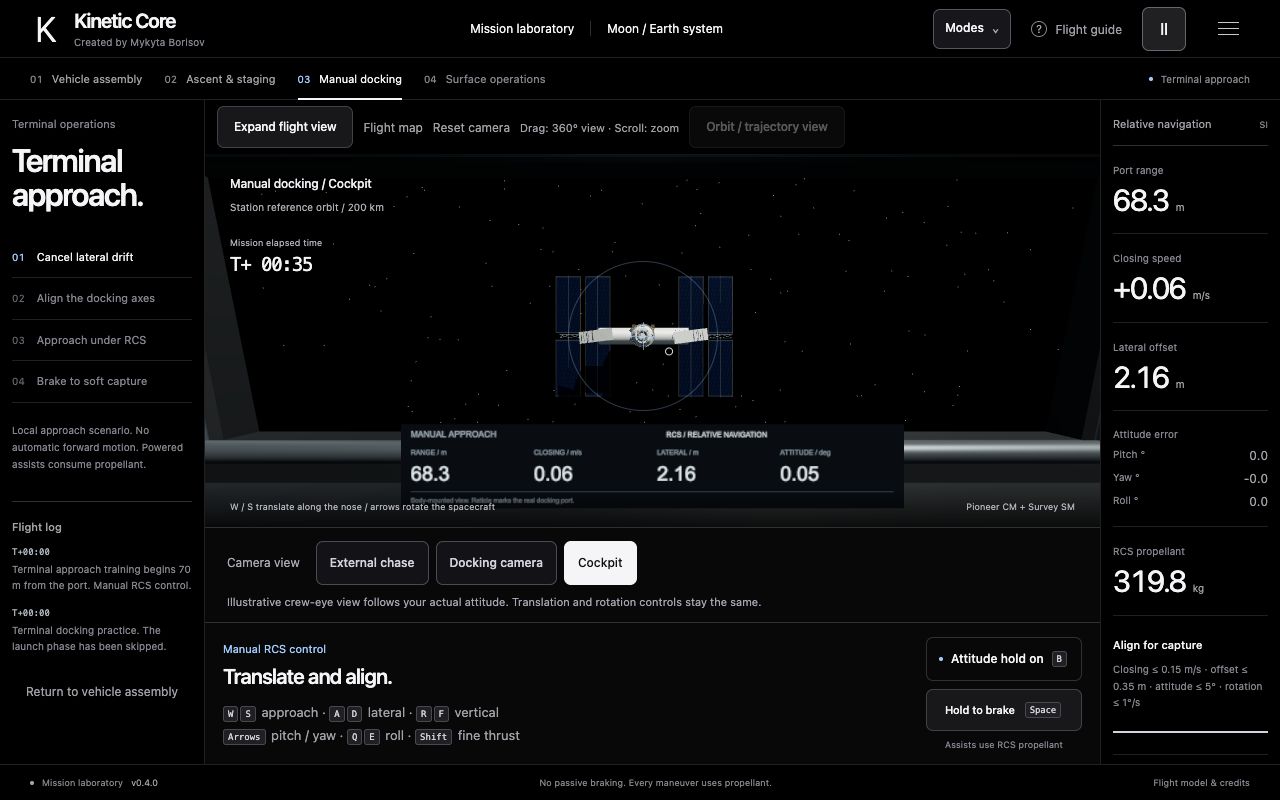 K
Kinetic Core
Created by Mykyta Borisov
Mission laboratory
Moon / Earth system
Modes
? Flight guide
01 Vehicle assembly
02 Ascent & staging
03 Manual docking
04 Surface operations
Terminal approach
Terminal operations
Terminal
approach.
01 Cancel lateral drift
02 Align the docking axes
03 Approach under RCS
04 Brake to soft capture
Local approach scenario. No
automatic forward motion. Powered
assists consume propellant.
Flight log
T+00:00
Terminal approach training begins 70
m from the port. Manual RCS control.
T+00:00
Terminal docking practice. The
launch phase has been skipped.
Return to vehicle assembly
Expand flight view
Flight map
Reset camera
Drag: 360° view · Scroll: zoom
Orbit / trajectory view
Manual docking / Cockpit
Station reference orbit / 200 km
Mission elapsed time
T+ 00:35
MANUAL APPROACH
RCS / RELATIVE NAVIGATION
RANGE / m
CLOSING / m/s
LATERAL / m
ATTITUDE / deg
68.3
0.06
2.16
0.05
Body-mounted view. Reticle marks the real docking port.
W / S translate along the nose / arrows rotate the spacecraft
Pioneer CM + Survey SM
Camera view
External chase
Docking camera
Cockpit
Illustrative crew-eye view follows your actual attitude. Translation and rotation controls stay the same.
Manual RCS control
Translate and align.
W S approach · A D lateral · R F vertical
Arrows pitch / yaw · Q E roll · Shift fine thrust
Attitude hold on B
Hold to brake Space
Assists use RCS propellant
Relative navigation SI
Port range
68.3 m
Closing speed
+0.06 m/s
Lateral offset
2.16 m
Attitude error
Pitch ° 0.0
Yaw ° -0.0
Roll ° 0.0
RCS propellant
319.8 kg
Align for capture
Closing ≤ 0.15 m/s · offset ≤
0.35 m · attitude ≤ 5° · rotation
≤ 1°/s
Mission laboratory v0.4.0
No passive braking. Every maneuver uses propellant.
Flight model & credits